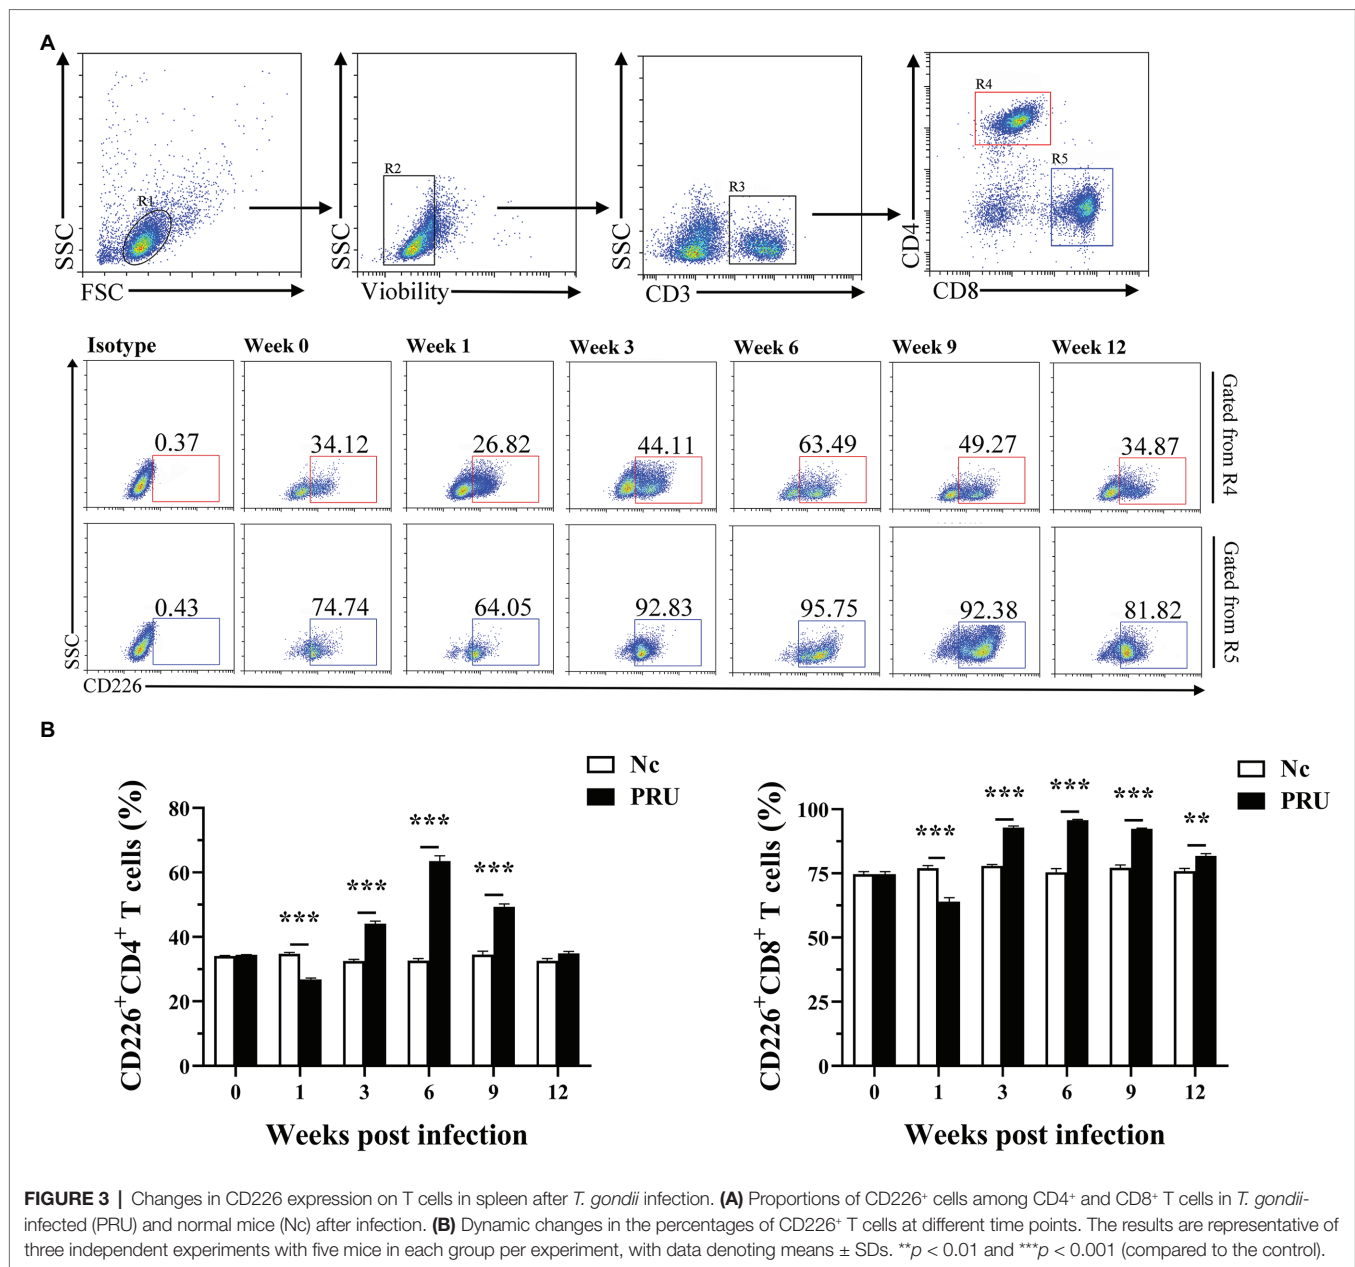 A
SSC
FSC
R1
SSC
Viobility
R2
SSC
CD3
R3
CD4
CD8
R4
R5
Isotype Week 0 Week 1 Week 3 Week 6 Week 9 Week 12
0.37 34.12 26.82 44.11 63.49 49.27 34.87
Gated from R4
0.43 74.74 64.05 92.83 95.75 92.38 81.82
Gated from R5
SSC
CD226
B
Nc
PRU
CD226+CD4+ T cells (%)
80
60
40
20
0
*** *** *** ***
0 1 3 6 9 12
Weeks post infection
Nc
PRU
CD226+CD8+ T cells (%)
100
75
50
25
0
*** *** *** *** **
0 1 3 6 9 12
Weeks post infection
FIGURE 3 | Changes in CD226 expression on T cells in spleen after T. gondii infection. (A) Proportions of CD226+ cells among CD4+ and CD8+ T cells in T. gondii-
infected (PRU) and normal mice (Nc) after infection. (B) Dynamic changes in the percentages of CD226+ T cells at different time points. The results are representative of
three independent experiments with five mice in each group per experiment, with data denoting means ± SDs. **p < 0.01 and ***p < 0.001 (compared to the control).